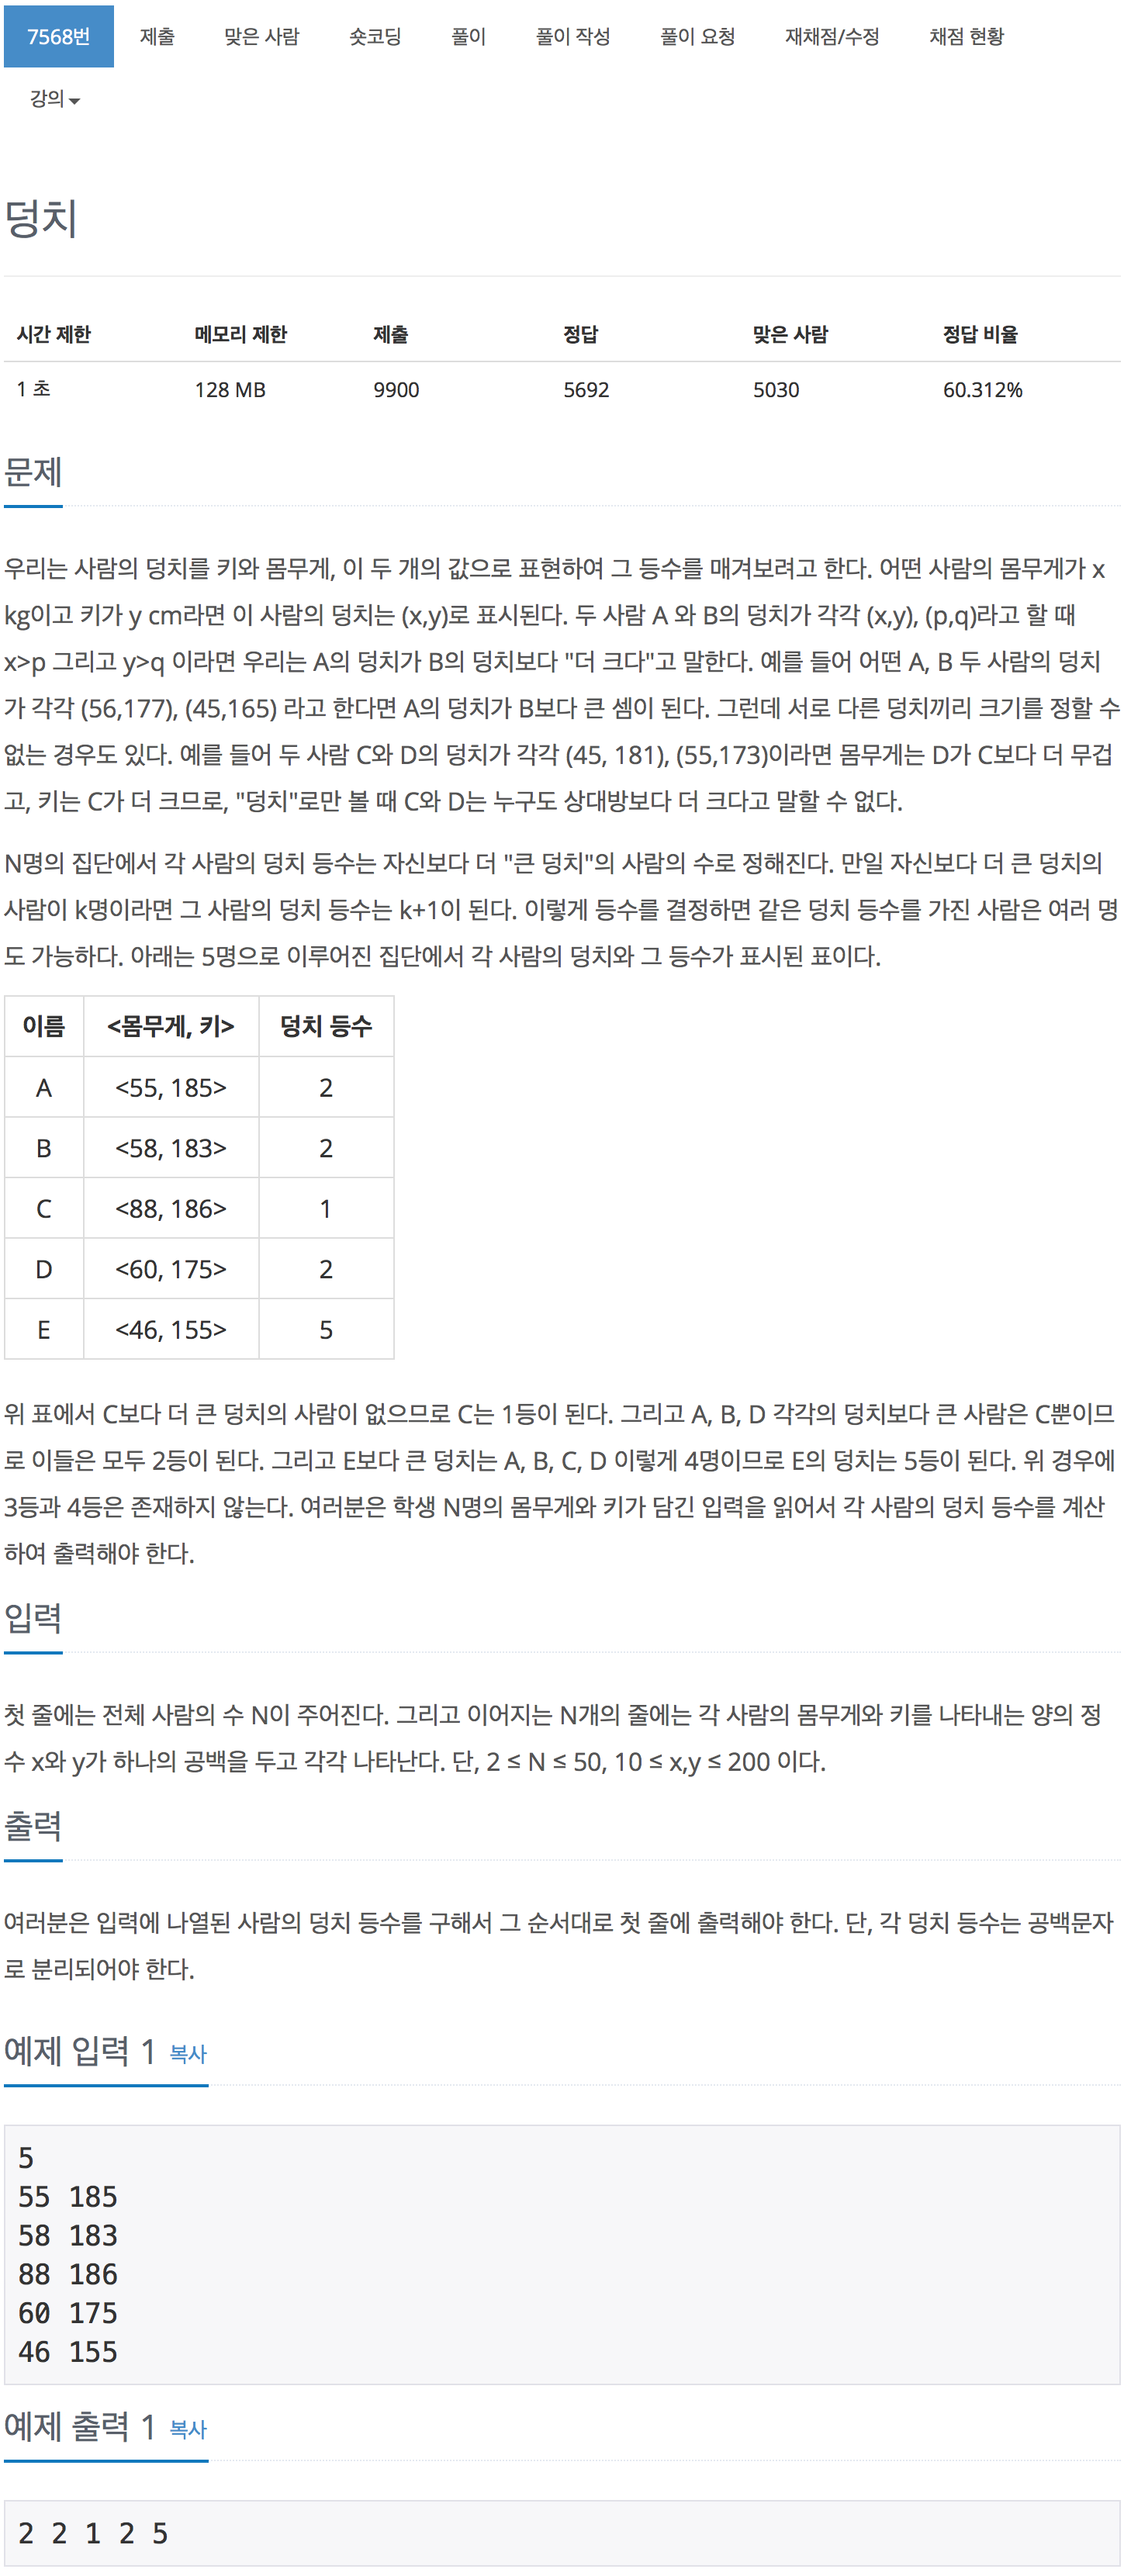 7568번 제출 맞은 사람 숏코딩 풀이 풀이 작성 풀이 요청 재채점/수정 채점 현황
강의
덩치
시간 제한 메모리 제한 제출 정답 맞은 사람 정답 비율
1 초 128 MB 9900 5692 5030 60.312%
문제
우리는 사람의 덩치를 키와 몸무게, 이 두 개의 값으로 표현하여 그 등수를 매겨보려고 한다. 어떤 사람의 몸무게가 x
kg이고 키가 y cm라면 이 사람의 덩치는 (x,y)로 표시된다. 두 사람 A 와 B의 덩치가 각각 (x,y), (p,q)라고 할 때
x>p 그리고 y>q 이라면 우리는 A의 덩치가 B의 덩치보다 "더 크다"고 말한다. 예를 들어 어떤 A, B 두 사람의 덩치
가 각각 (56,177), (45,165) 라고 한다면 A의 덩치가 B보다 큰 셈이 된다. 그런데 서로 다른 덩치끼리 크기를 정할 수
없는 경우도 있다. 예를 들어 두 사람 C와 D의 덩치가 각각 (45, 181), (55,173)이라면 몸무게는 D가 C보다 더 무겁
고, 키는 C가 더 크므로, "덩치"로만 볼 때 C와 D는 누구도 상대방보다 더 크다고 말할 수 없다.
N명의 집단에서 각 사람의 덩치 등수는 자신보다 더 "큰 덩치"의 사람의 수로 정해진다. 만일 자신보다 더 큰 덩치의
사람이 k명이라면 그 사람의 덩치 등수는 k+1이 된다. 이렇게 등수를 결정하면 같은 덩치 등수를 가진 사람은 여러 명
도 가능하다. 아래는 5명으로 이루어진 집단에서 각 사람의 덩치와 그 등수가 표시된 표이다.
이름 <몸무게, 키> 덩치 등수
A <55, 185> 2
B <58, 183> 2
C <88, 186> 1
D <60, 175> 2
E <46, 155> 5
위 표에서 C보다 더 큰 덩치의 사람이 없으므로 C는 1등이 된다. 그리고 A, B, D 각각의 덩치보다 큰 사람은 C뿐이므
로 이들은 모두 2등이 된다. 그리고 E보다 큰 덩치는 A, B, C, D 이렇게 4명이므로 E의 덩치는 5등이 된다. 위 경우에
3등과 4등은 존재하지 않는다. 여러분은 학생 N명의 몸무게와 키가 담긴 입력을 읽어서 각 사람의 덩치 등수를 계산
하여 출력해야 한다.
입력
첫 줄에는 전체 사람의 수 N이 주어진다. 그리고 이어지는 N개의 줄에는 각 사람의 몸무게와 키를 나타내는 양의 정
수 x와 y가 하나의 공백을 두고 각각 나타난다. 단, 2 ≤ N ≤ 50, 10 ≤ x,y ≤ 200 이다.
출력
여러분은 입력에 나열된 사람의 덩치 등수를 구해서 그 순서대로 첫 줄에 출력해야 한다. 단, 각 덩치 등수는 공백문자
로 분리되어야 한다.
예제 입력 1 복사
5
55 185
58 183
88 186
60 175
46 155
예제 출력 1 복사
2 2 1 2 5